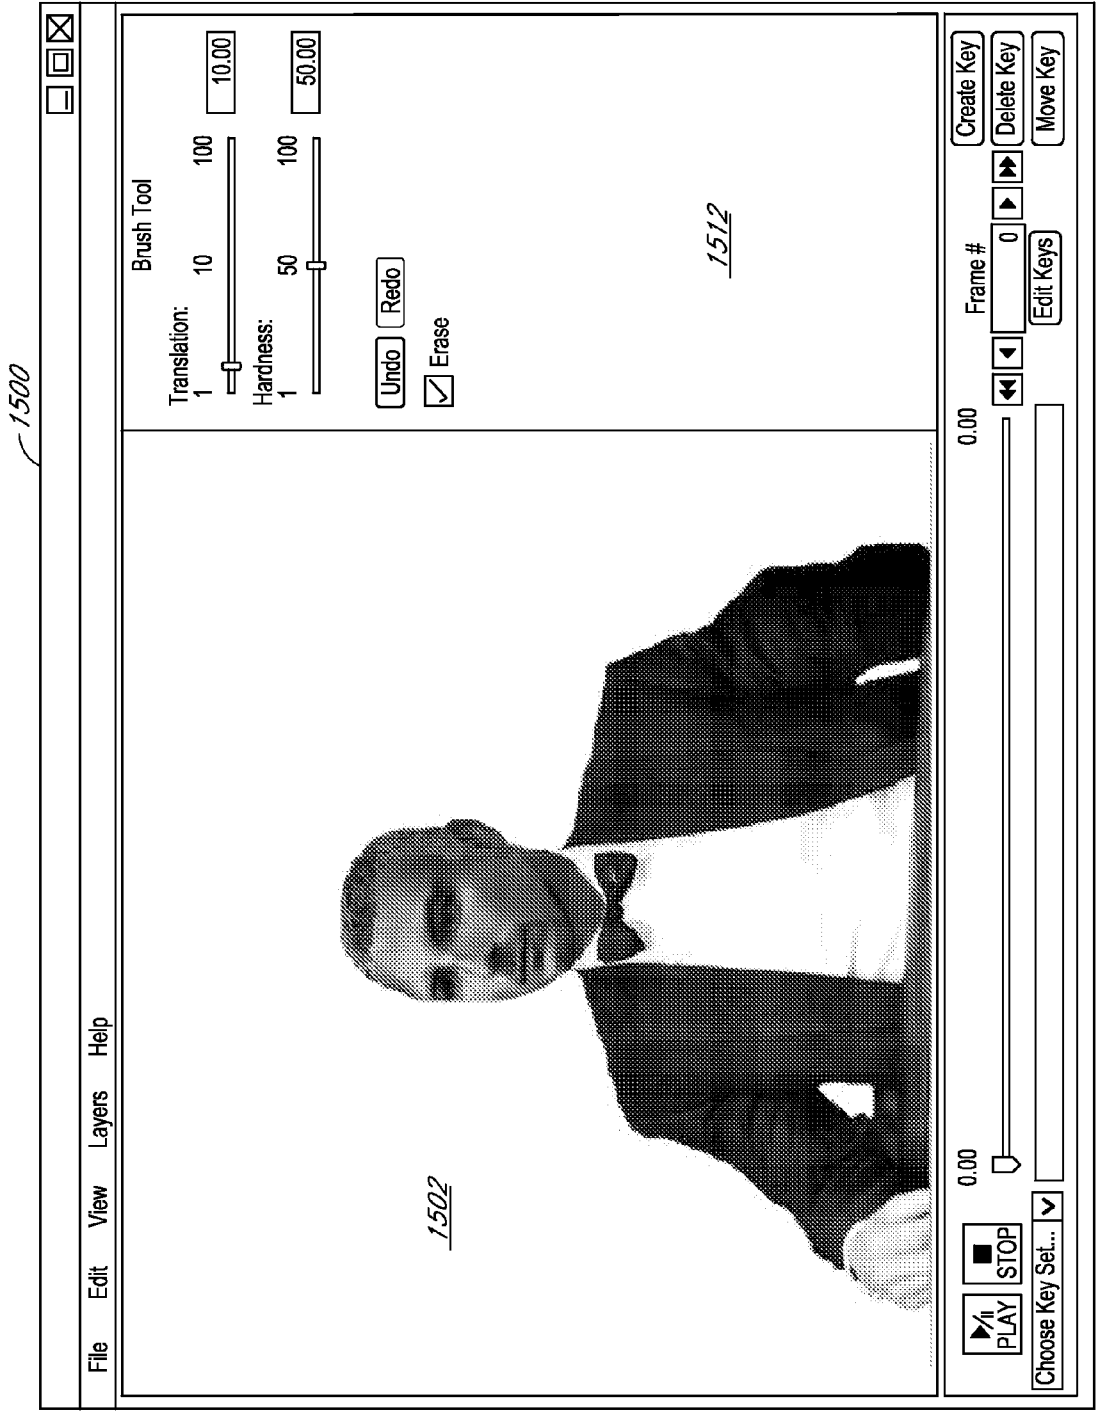 1500
File Edit View Layers Help
1502
Brush Tool
Translation:
1 10 100
10.00
Hardness:
1 50 100
50.00
Undo Redo
Erase
1512
PLAY
STOP
0.00 0.00
Frame #
0
Create Key
Delete Key
Choose Key Set...
Edit Keys
Move Key